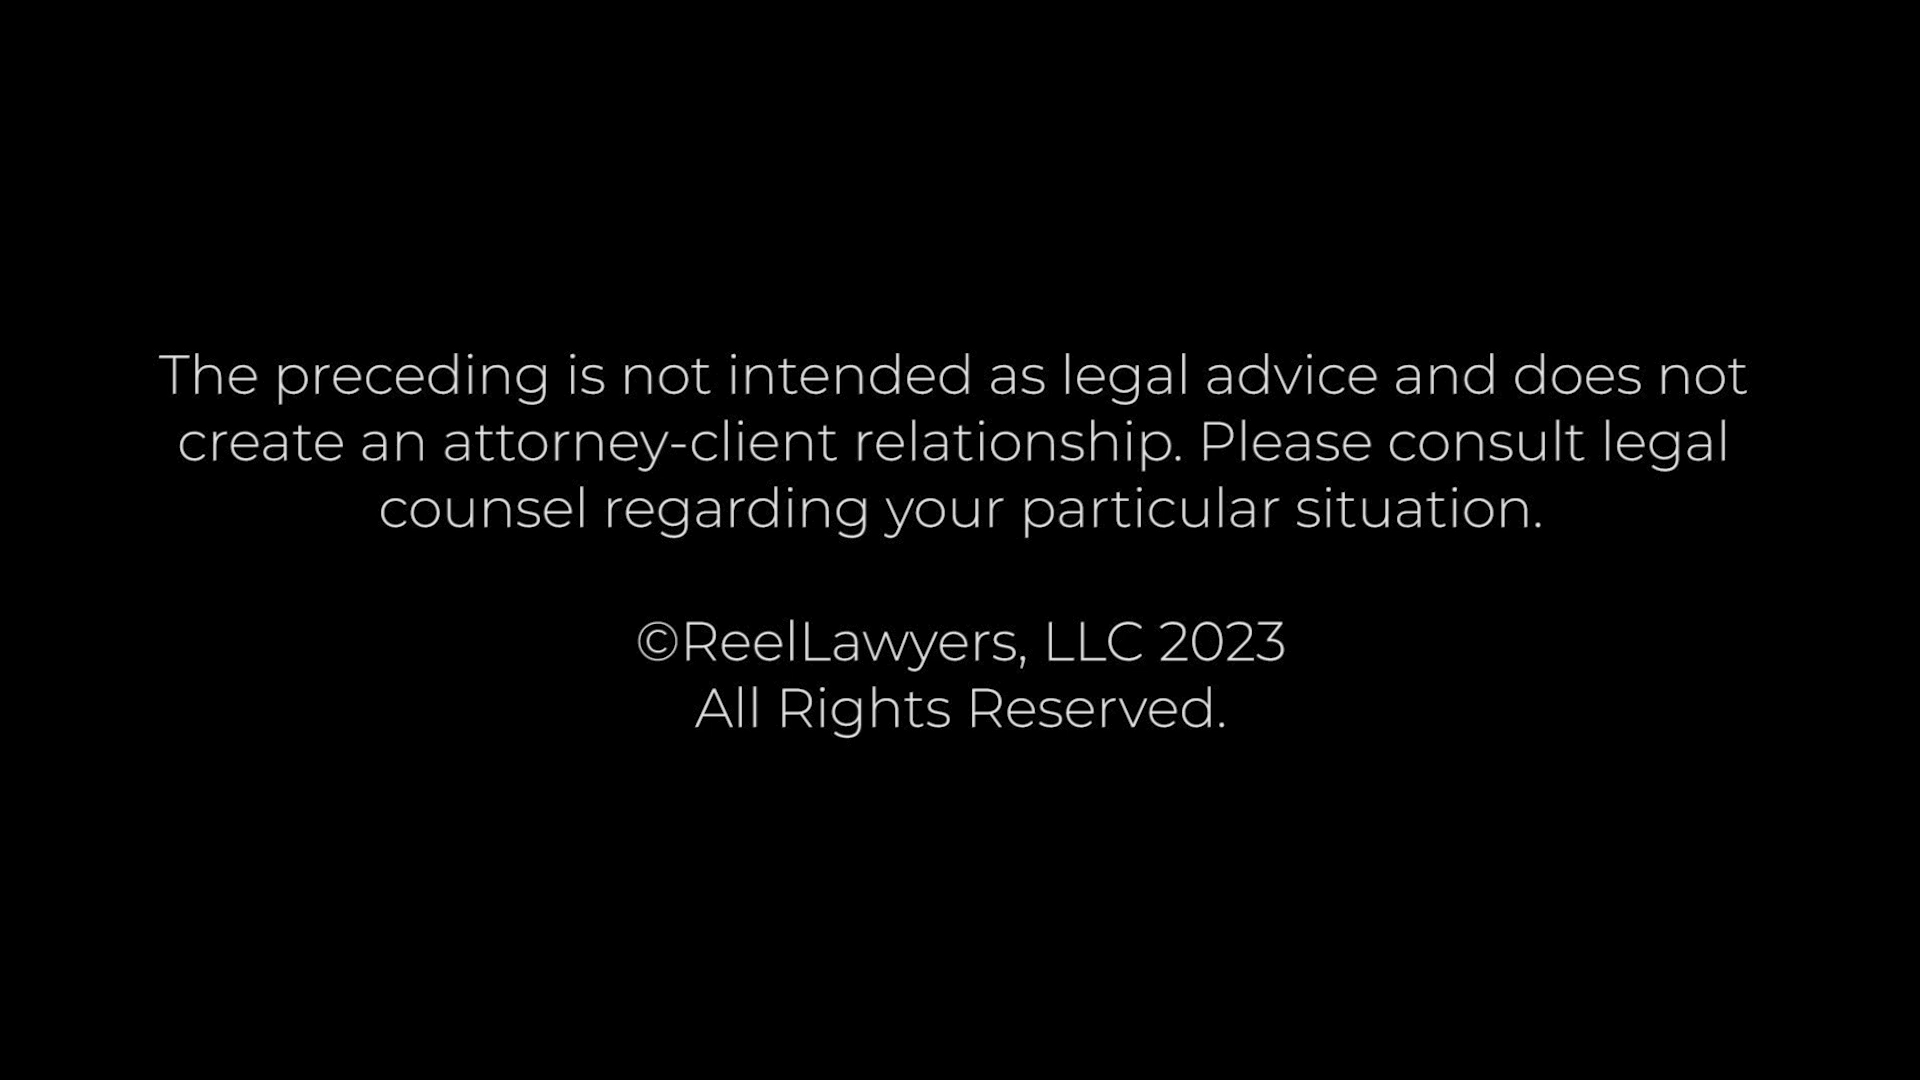 The preceding is not intended as legal advice and does not
create an attorney-client relationship. Please consult legal
counsel regarding your particular situation.
©ReelLawyers, LLC 2023
All Rights Reserved.